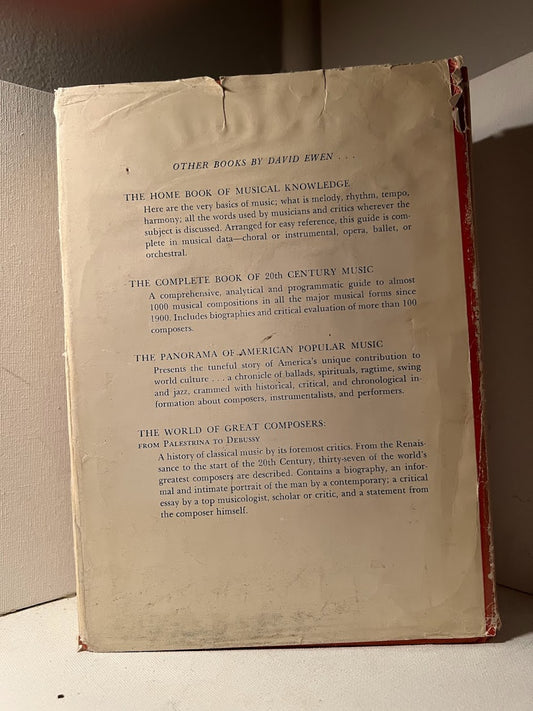 OTHER BOOKS BY DAVID EWEN . . .
THE HOME BOOK OF MUSICAL KNOWLEDGE
Here are the very basics of music; what is melody, rhythm, tempo,
harmony; all the words used by musicians and critics wherever the
subject is discussed. Arranged for easy reference, this guide is com-
plete in musical data—choral or instrumental, opera, ballet, or
orchestral.
THE COMPLETE BOOK OF 20th CENTURY MUSIC
A comprehensive, analytical and programmatic guide to almost
1000 musical compositions in all the major musical forms since
1900. Includes biographies and critical evaluation of more than 100
composers.
THE PANORAMA OF AMERICAN POPULAR MUSIC
Presents the tuneful story of America's unique contribution to
world culture . . . a chronicle of ballads, spirituals, ragtime, swing
and jazz, crammed with historical, critical, and chronological in-
formation about composers, instrumentalists, and performers.
THE WORLD OF GREAT COMPOSERS:
FROM PALESTRINA TO DEBUSSY
A history of classical music by its foremost critics. From the Renais-
sance to the start of the 20th Century, thirty-seven of the world's
greatest composers are described. Contains a biography, an infor-
mal and intimate portrait of the man by a contemporary; a critical
essay by a top musicologist, scholar or critic, and a statement from
the composer himself.